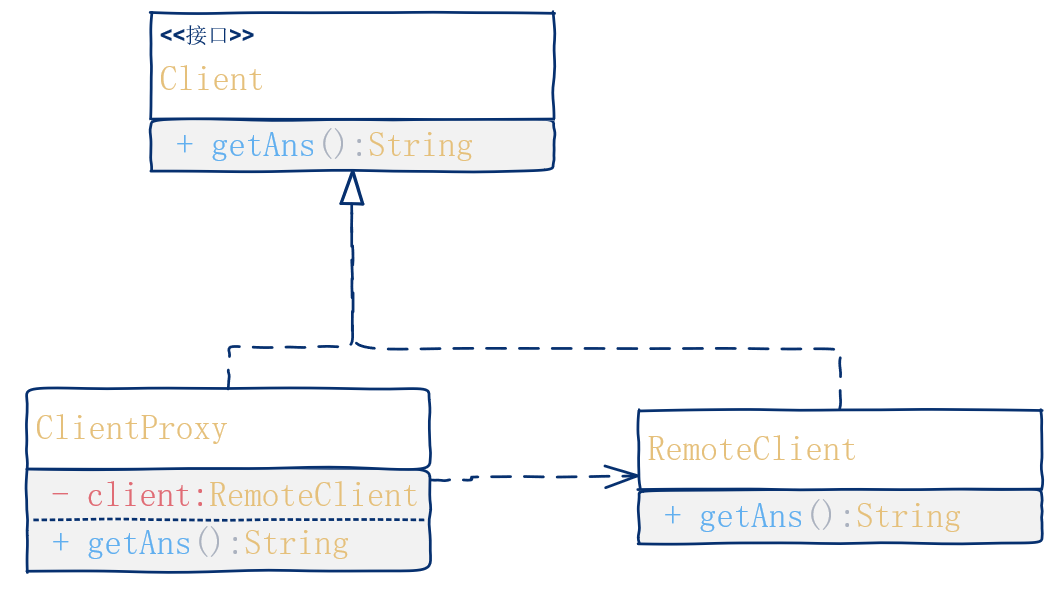 <<接口>>
Client
+ getAns():String
ClientProxy
- client:RemoteClient
+ getAns():String
RemoteClient
+ getAns():String